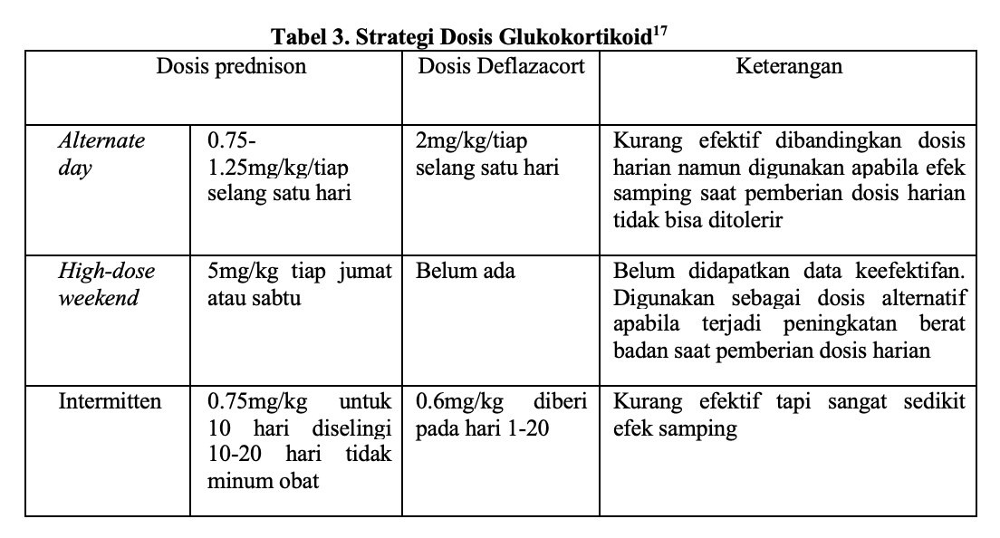 Tabel 3. Strategi Dosis Glukokortikoid17
Dosis prednison
Dosis Deflazacort
Keterangan
Alternate
day
0.75-
1.25mg/kg/tiap
selang satu hari
2mg/kg/tiap
selang satu hari
Kurang efektif dibandingkan dosis
harian namun digunakan apabila efek
samping saat pemberian dosis harian
tidak bisa ditolerir
High-dose
weekend
5mg/kg tiap jumat
atau sabtu
Belum ada
Belum didapatkan data keefektifan.
Digunakan sebagai dosis alternatif
apabila terjadi peningkatan berat
badan saat pemberian dosis harian
Intermitten
0.75mg/kg untuk
10 hari diselingi
10-20 hari tidak
minum obat
0.6mg/kg diberi
pada hari 1-20
Kurang efektif tapi sangat sedikit
efek samping